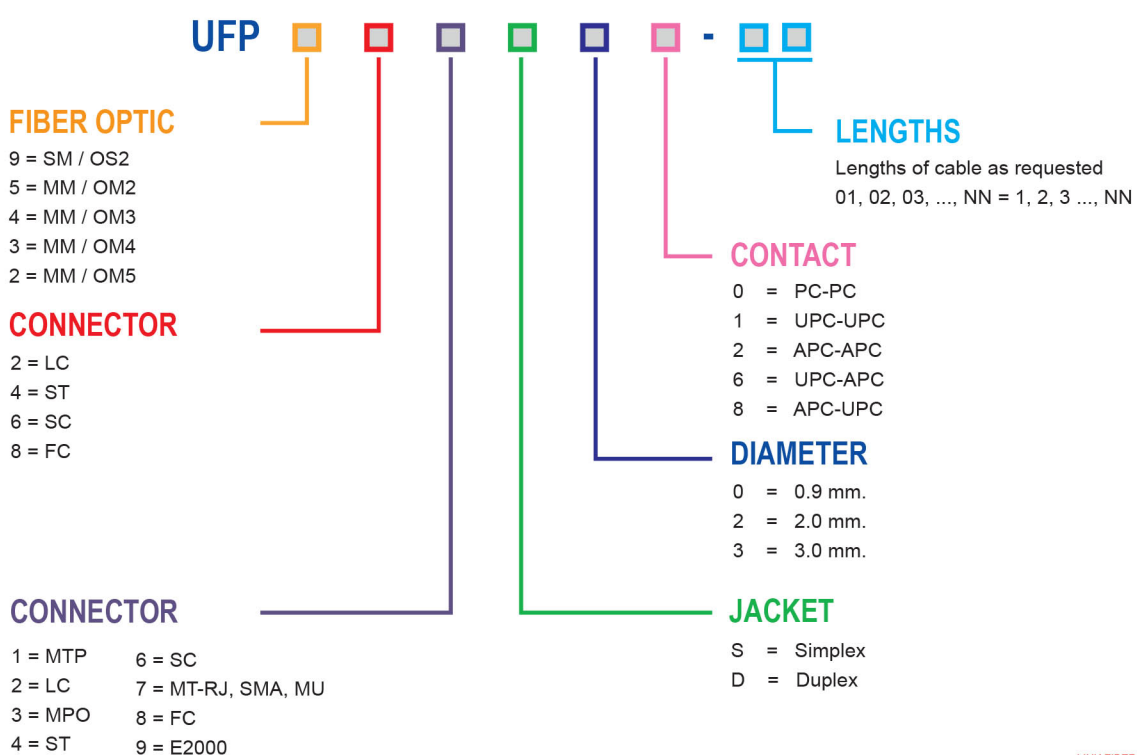 UFP -
FIBER OPTIC
9 = SM / OS2
5 = MM / OM2
4 = MM / OM3
3 = MM / OM4
2 = MM / OM5
CONNECTOR
2 = LC
4 = ST
6 = SC
8 = FC
CONNECTOR
1 = MTP
2 = LC
3 = MPO
4 = ST
6 = SC
7 = MT-RJ, SMA, MU
8 = FC
9 = E2000
LENGTHS
Lengths of cable as requested
01, 02, 03, ..., NN = 1, 2, 3 ..., NN
CONTACT
0 = PC-PC
1 = UPC-UPC
2 = APC-APC
6 = UPC-APC
8 = APC-UPC
DIAMETER
0 = 0.9 mm.
2 = 2.0 mm.
3 = 3.0 mm.
JACKET
S = Simplex
D = Duplex